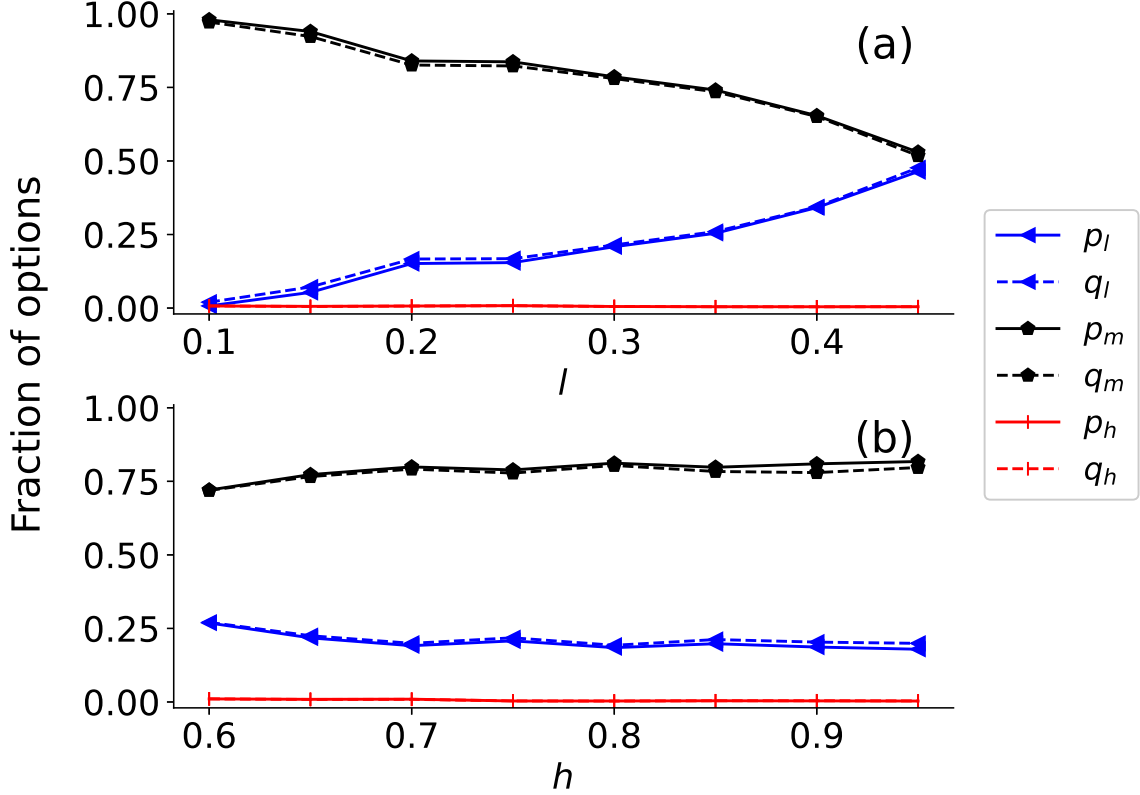 Fraction of options
1.00
0.75
0.50
0.25
0.00
(a)
0.1 0.2 0.3 0.4
l
1.00
0.75
0.50
0.25
0.00
(b)
0.6 0.7 0.8 0.9
h
p_l
q_l
p_m
q_m
p_h
q_h